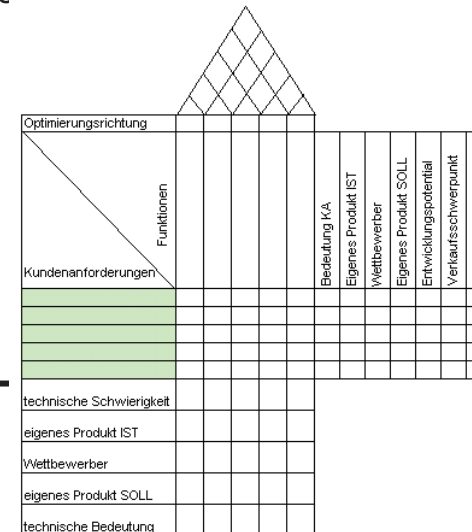 Optimierungsrichtung
Funktionen
Kundenanforderungen
Bedeutung KA
Eigenes Produkt IST
Wettbewerber
Eigenes Produkt SOLL
Entwicklungspotential
Verkaufsschwerpunkt
technische Schwierigkeit
eigenes Produkt IST
Wettbewerber
eigenes Produkt SOLL
technische Bedeutung